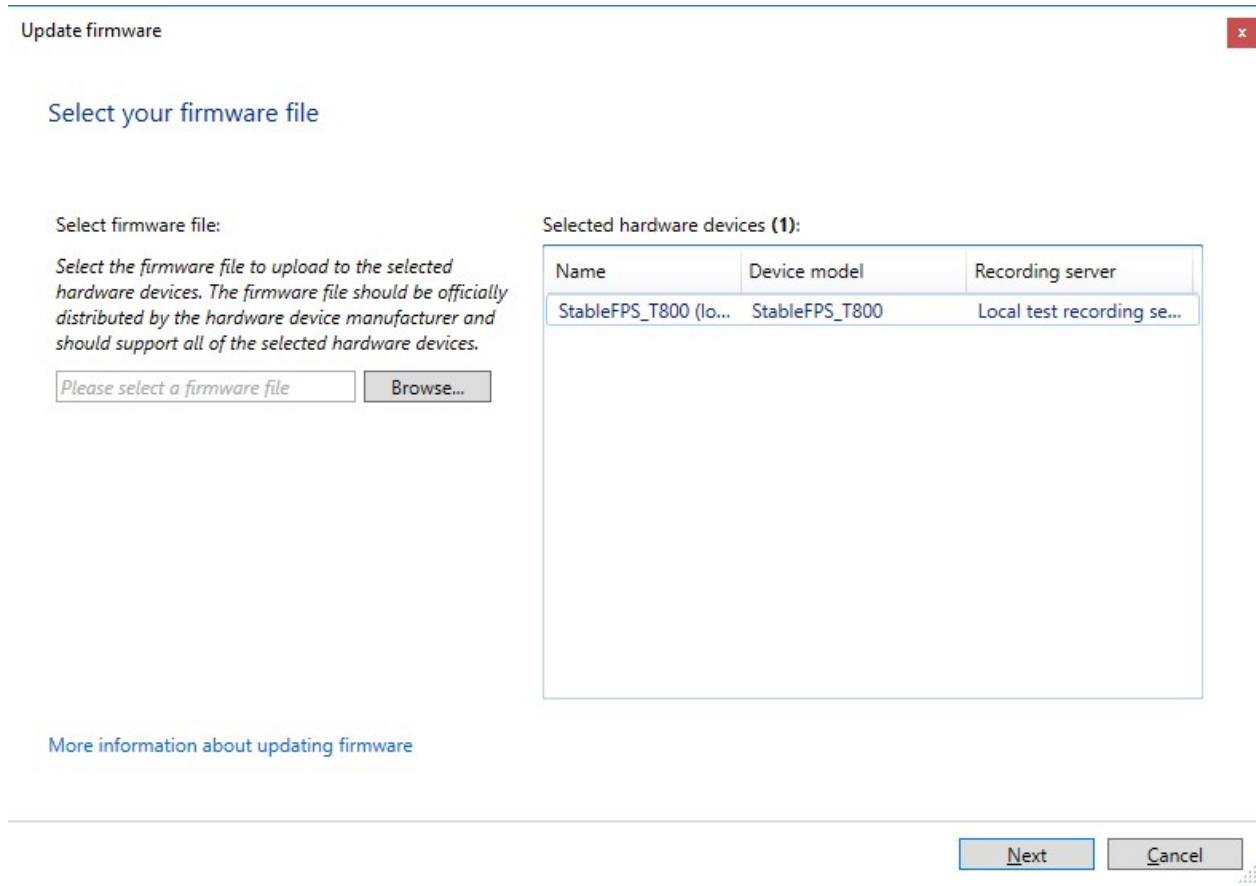 Update firmware
x
Select your firmware file
Select firmware file:
Select the firmware file to upload to the selected
hardware devices. The firmware file should be officially
distributed by the hardware device manufacturer and
should support all of the selected hardware devices.
Please select a firmware file Browse...
Selected hardware devices (1):
Name Device model Recording server
StableFPS_T800 (lo... StableFPS_T800 Local test recording se...
More information about updating firmware
Next Cancel